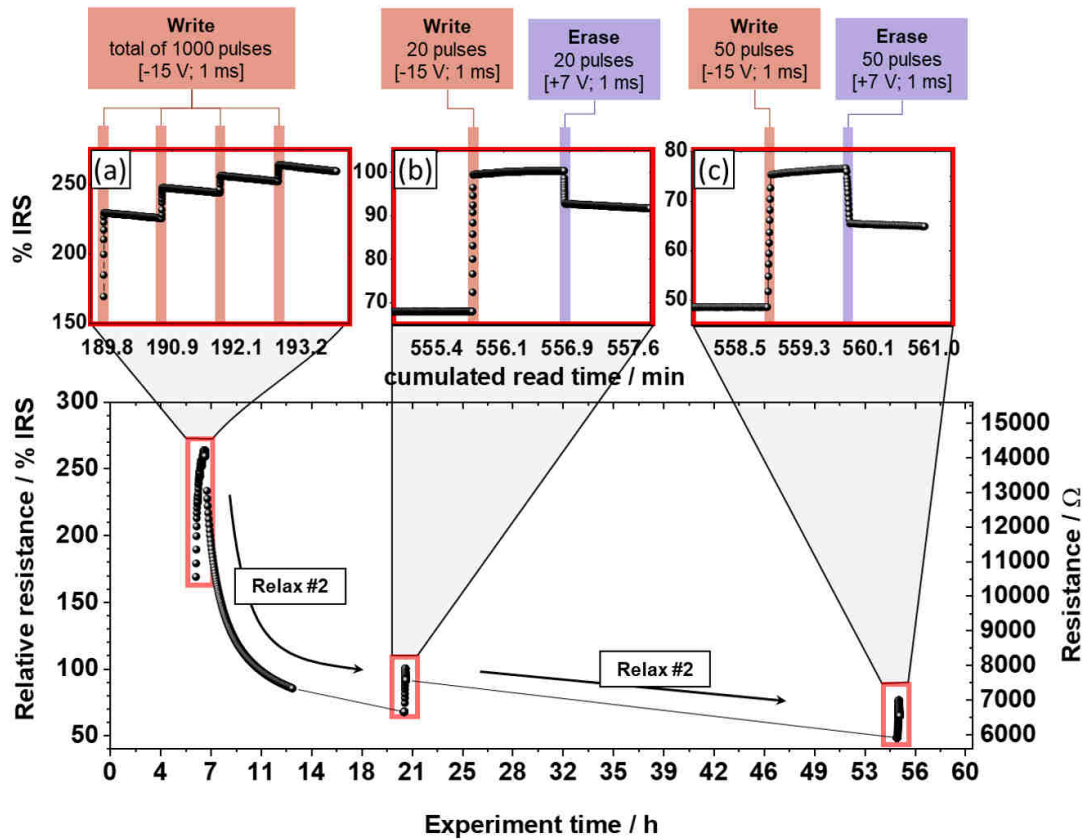 Write
total of 1000 pulses
[-15 V; 1 ms]
Write
20 pulses
[-15 V; 1 ms]
Erase
20 pulses
[+7 V; 1 ms]
Write
50 pulses
[-15 V; 1 ms]
Erase
50 pulses
[+7 V; 1 ms]
% IRS
(a)
250
200
150
189.8 190.9 192.1 193.2
(b)
100
90
80
70
555.4 556.1 556.9 557.6
(c)
80
70
60
50
558.5 559.3 560.1 561.0
cumulated read time / min
Relative resistance / % IRS
300
250
200
150
100
50
Relax #2
Relax #2
15000
14000
13000
12000
11000
10000
9000
8000
7000
6000
Resistance / Ω
0 4 7 11 14 16 18 21 28 32 36 39 42 44 46 49 52 53 56 60
Experiment time / h